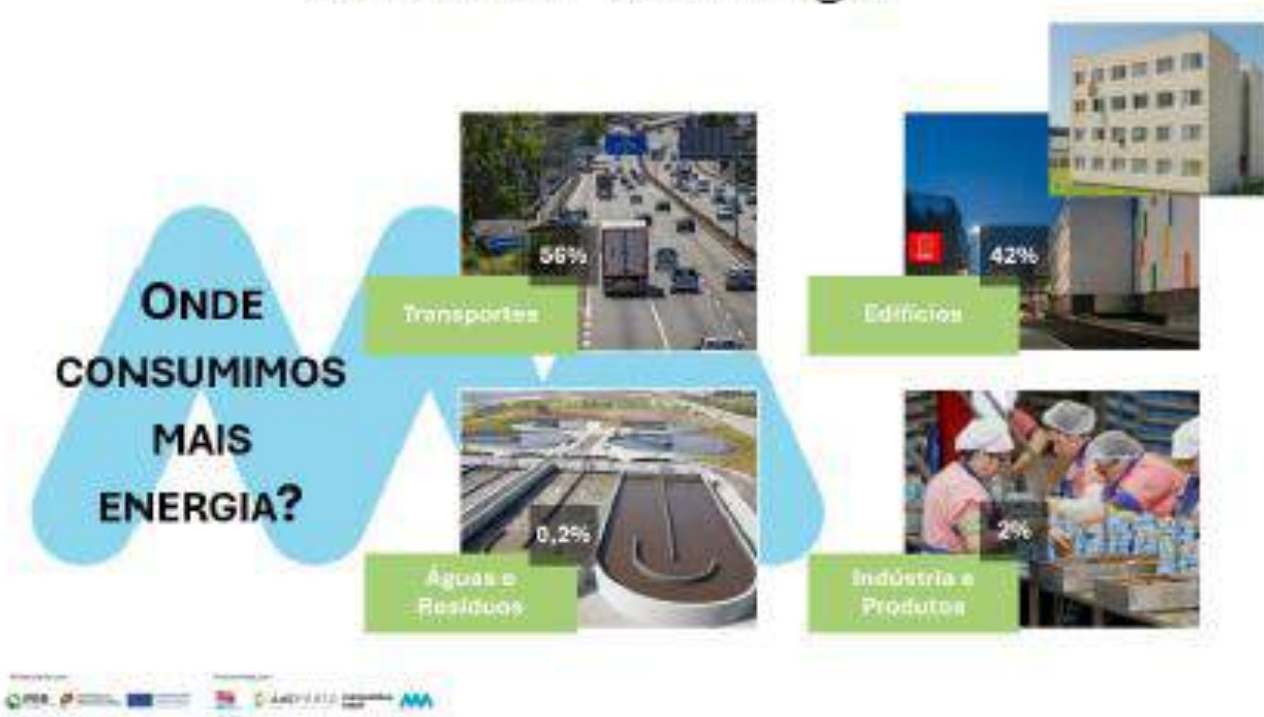 ONDE
CONSUMIMOS
MAIS
ENERGIA?
56%
Transportes
42%
Edifícios
0,2%
Águas e
Resíduos
2%
Indústria e
Produtos